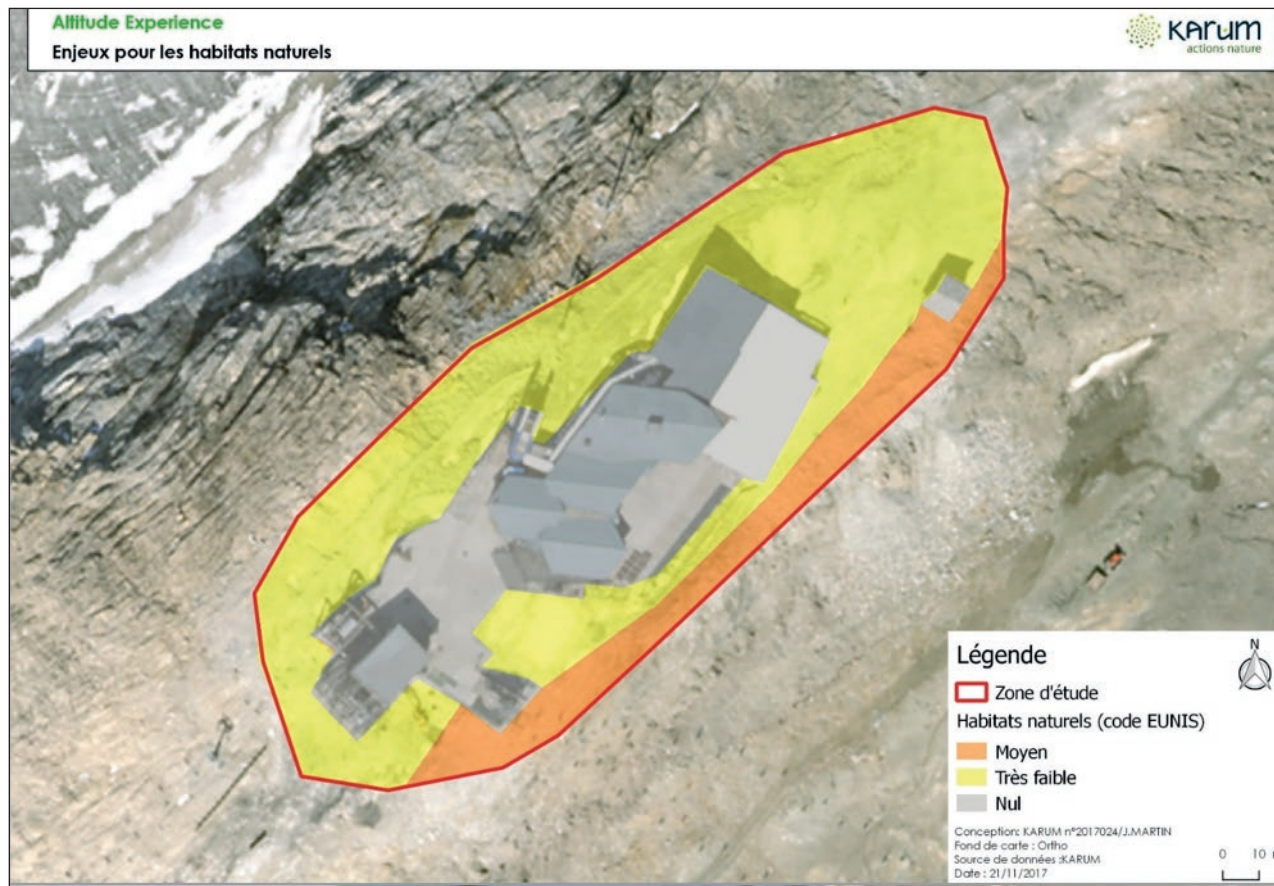 Altitude Experience
Enjeux pour les habitats naturels
KARUM
actions nature
Légende
N
Zone d'étude
Habitats naturels (code EUNIS)
Moyen
Très faible
Nul
Conception: KARUM n°2017024/J.MARTIN
Fond de carte : Ortho
Source de données :KARUM
Date : 21/11/2017
0 10